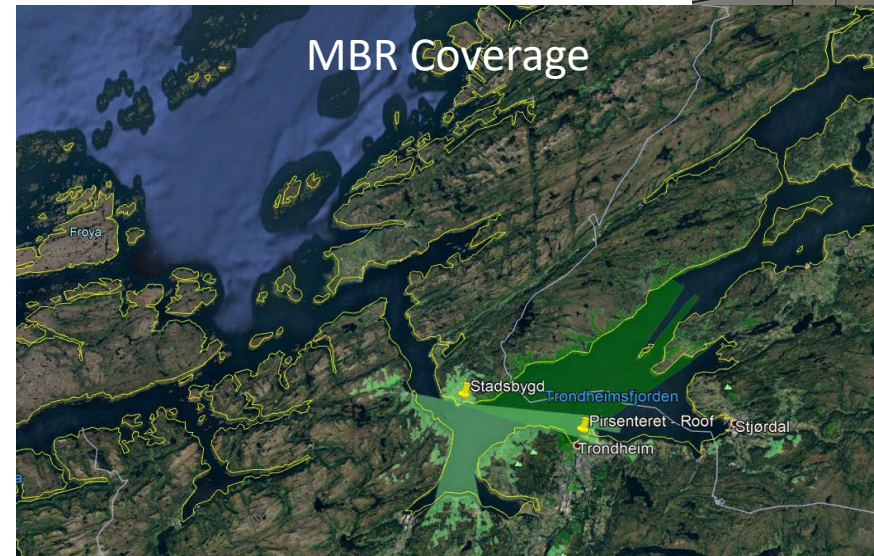 MBR Coverage
Frøya
Stadsbygd
Trondheimsfjorden
Pirsenteret - Roof
Stjørdal
Trondheim
a